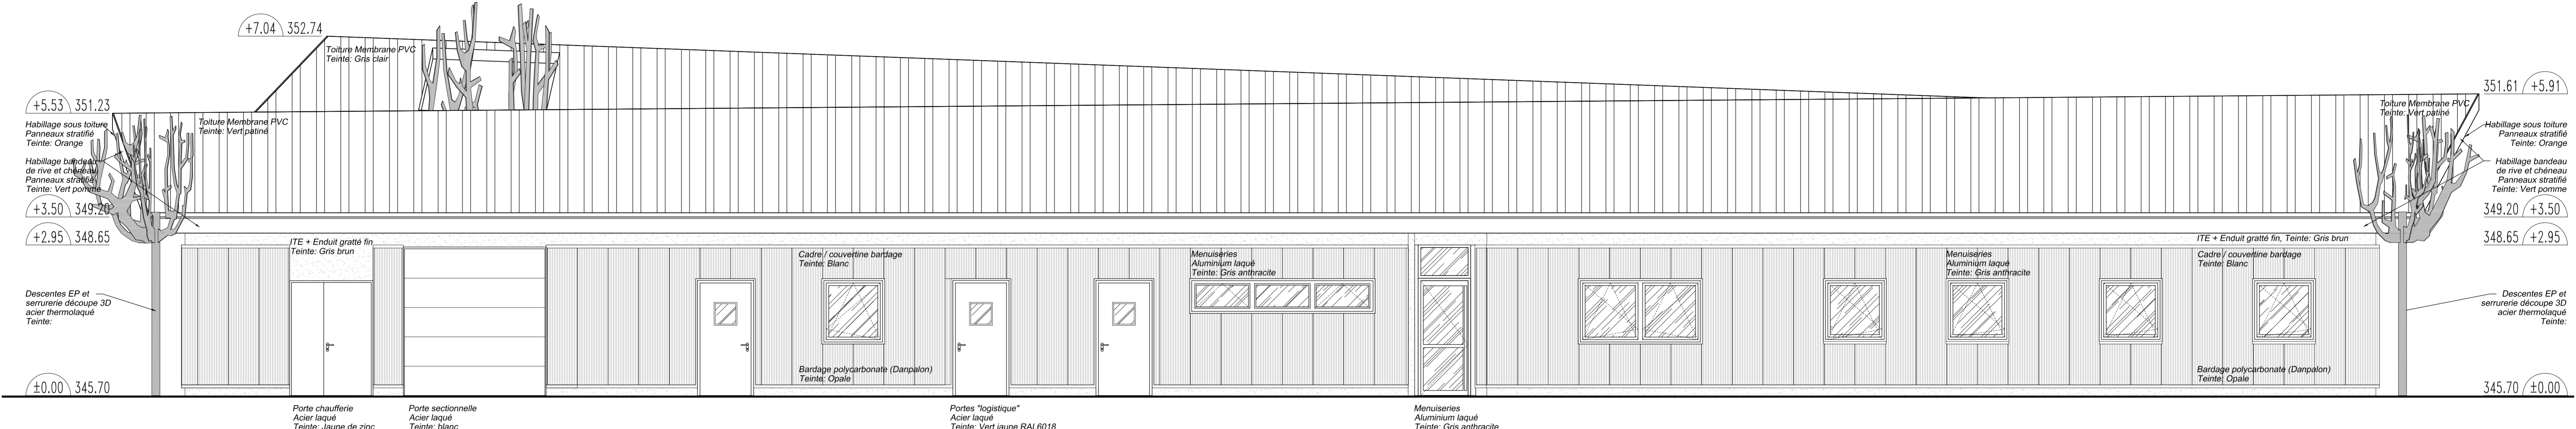 +7.04 352.74
Toiture Membrane PVC
Teinte: Gris clair
+5.53 351.23
Toiture Membrane PVC
Teinte: Vert patiné
Habillage sous toiture
Panneaux stratifié
Teinte: Orange
Habillage bandeau
de rive et chéneau
Panneaux stratifié
Teinte: Vert pomme
+3.50 349.20
+2.95 348.65
Descentes EP et
serrurerie découpe 3D
acier thermolaqué
Teinte:
±0.00 345.70
ITE + Enduit gratté fin
Teinte: Gris brun
Cadre / couvertine bardage
Teinte: Blanc
Bardage polycarbonate (Danpalon)
Teinte: Opale
Menuiseries
Aluminium laqué
Teinte: Gris anthracite
Menuiseries
Aluminium laqué
Teinte: Gris anthracite
ITE + Enduit gratté fin, Teinte: Gris brun
Cadre / couvertine bardage
Teinte: Blanc
Bardage polycarbonate (Danpalon)
Teinte: Opale
351.61 +5.91
Toiture Membrane PVC
Teinte: Vert patiné
Habillage sous toiture
Panneaux stratifié
Teinte: Orange
Habillage bandeau
de rive et chéneau
Panneaux stratifié
Teinte: Vert pomme
349.20 +3.50
348.65 +2.95
Descentes EP et
serrurerie découpe 3D
acier thermolaqué
Teinte:
345.70 ±0.00
Porte chaufferie
Acier laqué
Teinte: Jaune de zinc
Porte sectionnelle
Acier laqué
Teinte: blanc
Portes "logistique"
Acier laqué
Teinte: Vert jaune RAL6018
Menuiseries
Aluminium laqué
Teinte: Gris anthracite